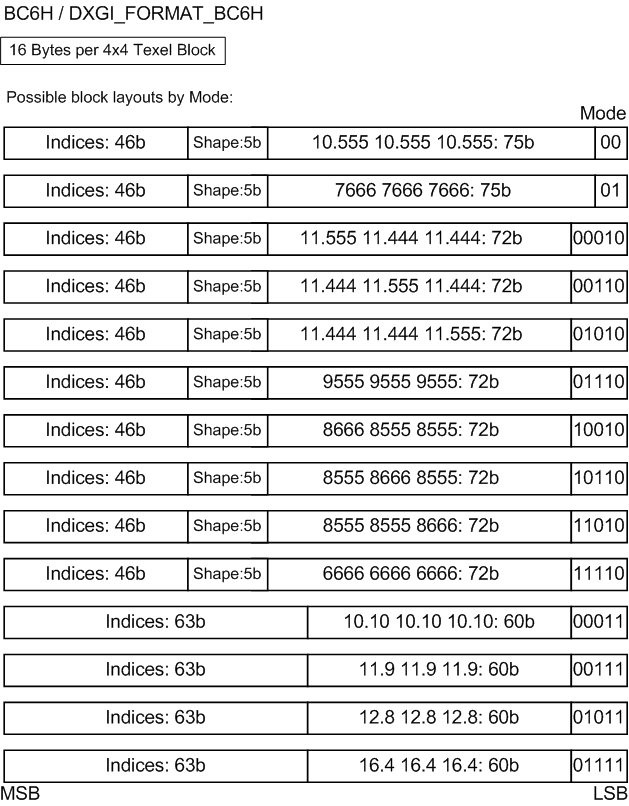 BC6H / DXGI_FORMAT_BC6H
16 Bytes per 4x4 Texel Block
Possible block layouts by Mode:
Mode
Indices: 46b Shape:5b 10.555 10.555 10.555: 75b 00
Indices: 46b Shape:5b 7666 7666 7666: 75b 01
Indices: 46b Shape:5b 11.555 11.444 11.444: 72b 00010
Indices: 46b Shape:5b 11.444 11.555 11.444: 72b 00110
Indices: 46b Shape:5b 11.444 11.444 11.555: 72b 01010
Indices: 46b Shape:5b 9555 9555 9555: 72b 01110
Indices: 46b Shape:5b 8666 8555 8555: 72b 10010
Indices: 46b Shape:5b 8555 8666 8555: 72b 10110
Indices: 46b Shape:5b 8555 8555 8666: 72b 11010
Indices: 46b Shape:5b 6666 6666 6666: 72b 11110
Indices: 63b 10.10 10.10 10.10: 60b 00011
Indices: 63b 11.9 11.9 11.9: 60b 00111
Indices: 63b 12.8 12.8 12.8: 60b 01011
Indices: 63b 16.4 16.4 16.4: 60b 01111
MSB LSB